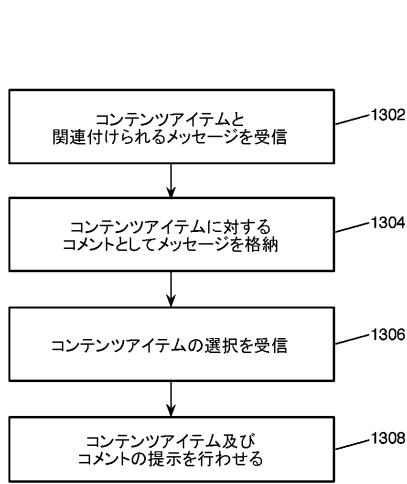 コンテンツアイテムと
関連付けられるメッセージを受信
1302
コンテンツアイテムに対する
コメントとしてメッセージを格納
1304
コンテンツアイテムの選択を受信
1306
コンテンツアイテム及び
コメントの提示を行わせる
1308